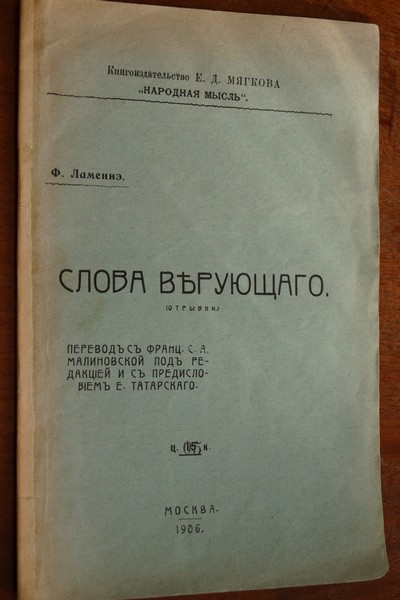 Книгоиздательство Е. Д. МЯГКОВА
„НАРОДНАЯ МЫСЛЬ“.
Ф. Ламеннэ.
СЛОВА ВѢРУЮЩАГО.
(ОТРЫВКИ.)
ПЕРЕВОДЪ СЪ ФРАНЦ. С. А.
МАЛИНОВСКОЙ ПОДЪ РЕ-
ДАКЦІЕЙ И СЪ ПРЕДИСЛО-
ВІЕМЪ Е. ТАТАРСКАГО.
Ц. 15 К.
МОСКВА.
1906.